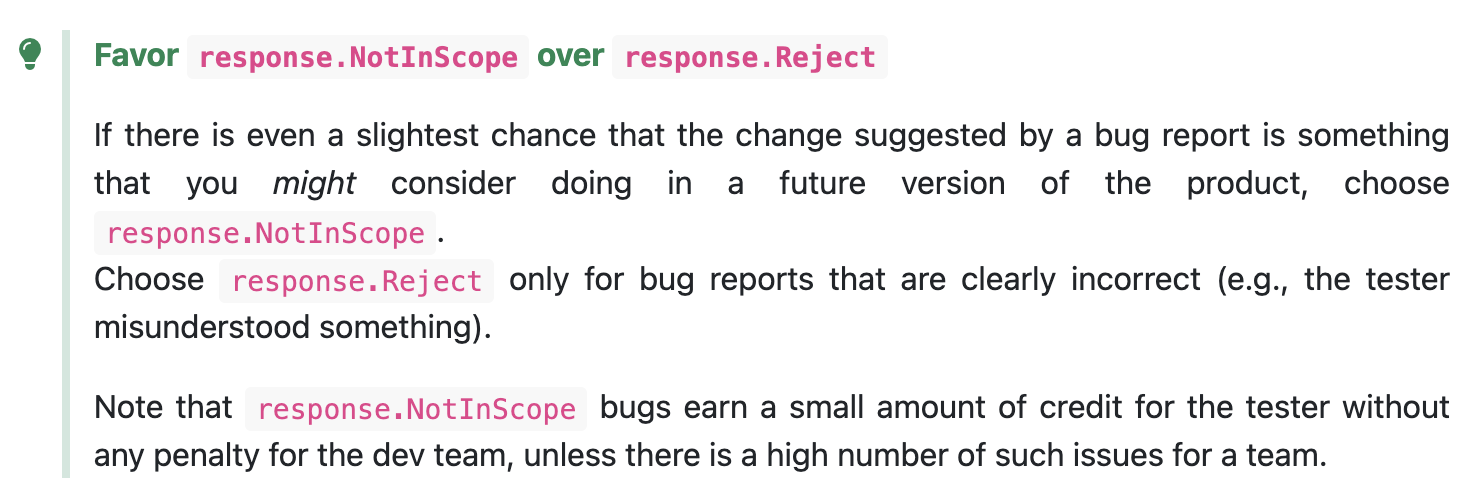 Favor response.NotInScope over response.Reject
If there is even a slightest chance that the change suggested by a bug report is something
that you might consider doing in a future version of the product, choose
response.NotInScope.
Choose response.Reject only for bug reports that are clearly incorrect (e.g., the tester
misunderstood something).
Note that response.NotInScope bugs earn a small amount of credit for the tester without
any penalty for the dev team, unless there is a high number of such issues for a team.